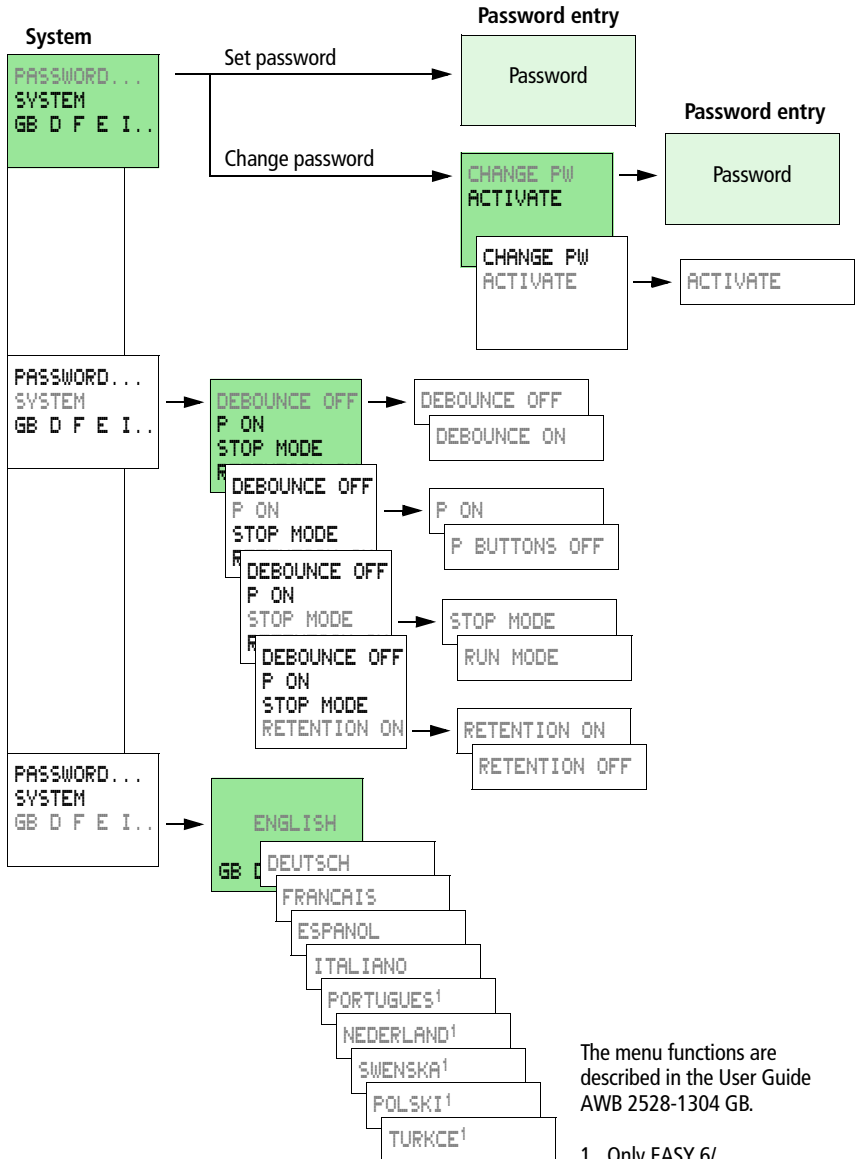 Password entry
System
Set password
PASSWORD...
SYSTEM
GB D F E I..
Password
Password entry
Change password
CHANGE PW
ACTIVATE
Password
CHANGE PW
ACTIVATE
ACTIVATE
PASSWORD...
SYSTEM
GB D F E I..
DEBOUNCE OFF
P ON
STOP MODE
R
DEBOUNCE OFF
DEBOUNCE ON
DEBOUNCE OFF
P ON
STOP MODE
R
P ON
P BUTTONS OFF
DEBOUNCE OFF
P ON
STOP MODE
R
STOP MODE
RUN MODE
DEBOUNCE OFF
P ON
STOP MODE
RETENTION ON
RETENTION ON
RETENTION OFF
PASSWORD...
SYSTEM
GB D F E I..
ENGLISH
GB D
DEUTSCH
FRANCAIS
ESPANOL
ITALIANO
PORTUGUES¹
NEDERLAND¹
SWENSKA¹
POLSKI¹
TURKCE¹
The menu functions are
described in the User Guide
AWB 2528-1304 GB.
1 Only EASY 6/